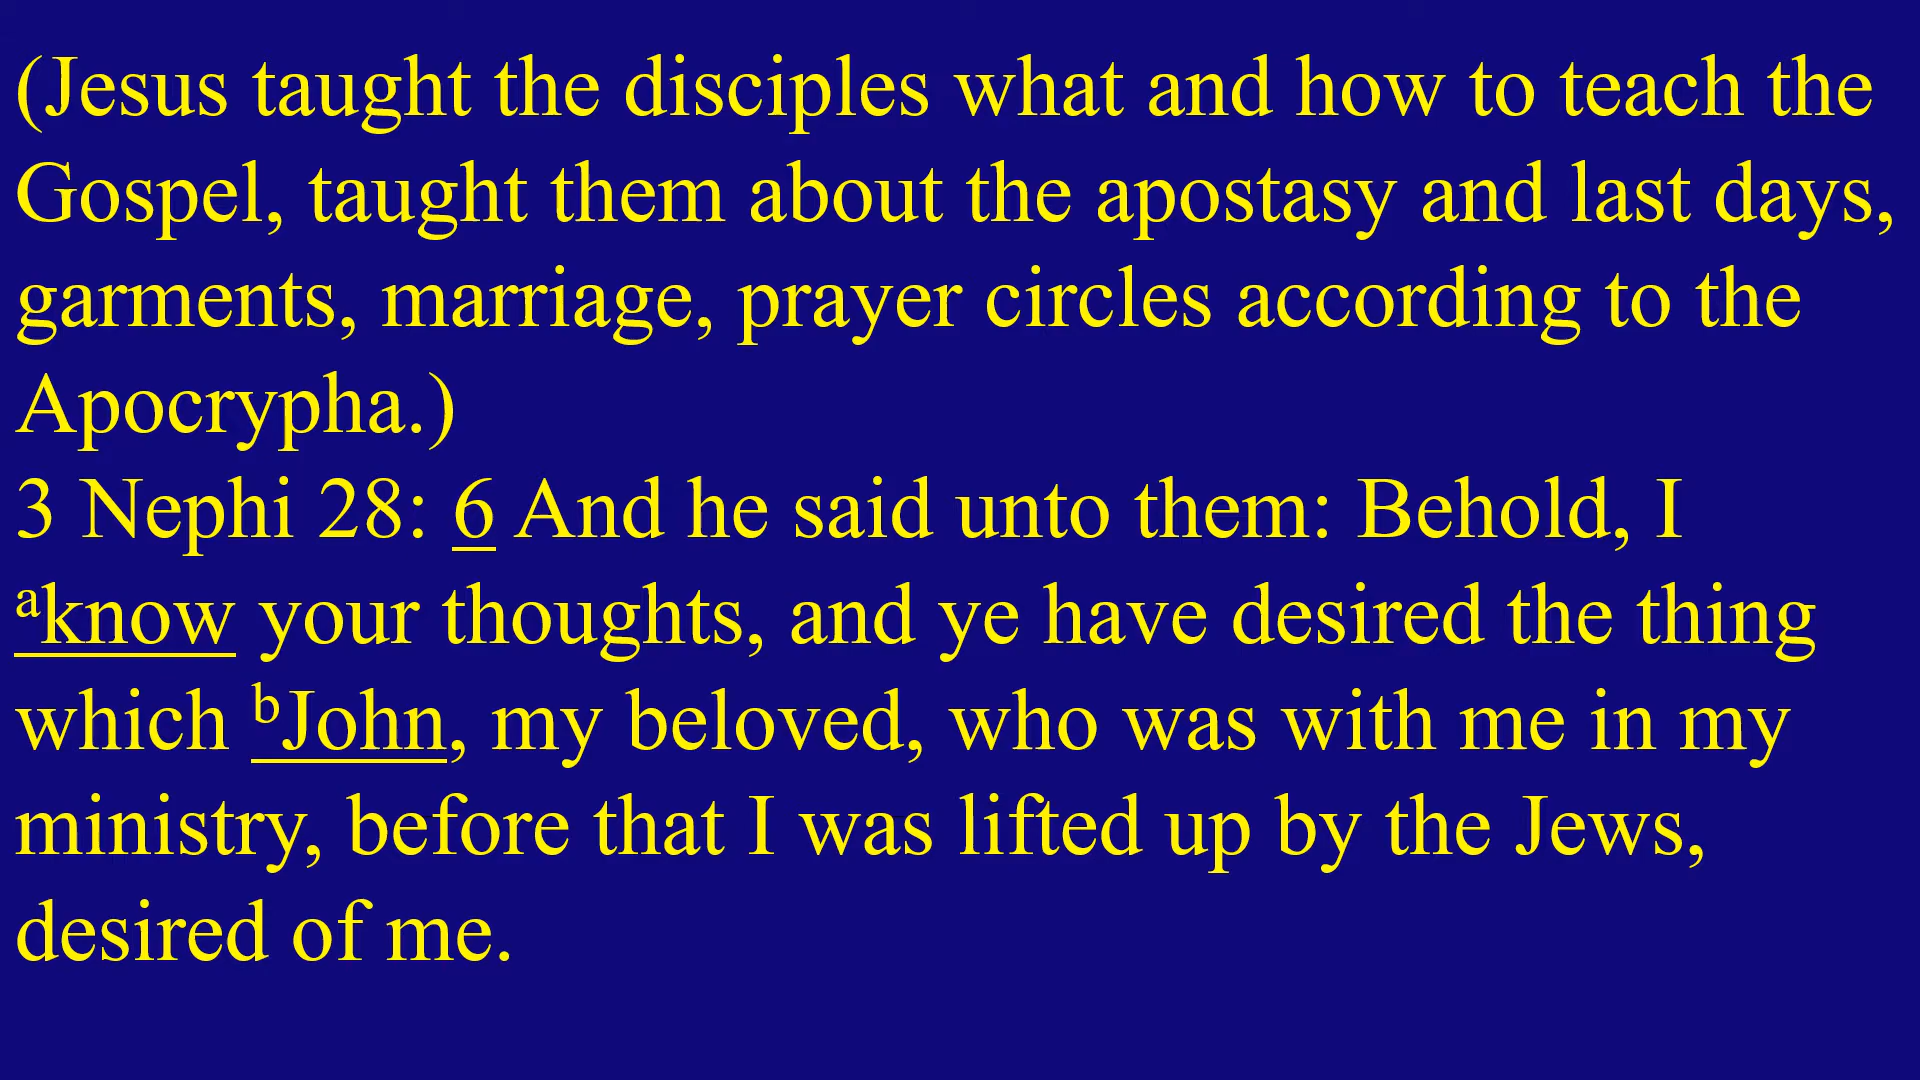 (Jesus taught the disciples what and how to teach the
Gospel, taught them about the apostasy and last days,
garments, marriage, prayer circles according to the
Apocrypha.)
3 Nephi 28: 6 And he said unto them: Behold, I
aknow your thoughts, and ye have desired the thing
which bJohn, my beloved, who was with me in my
ministry, before that I was lifted up by the Jews,
desired of me.